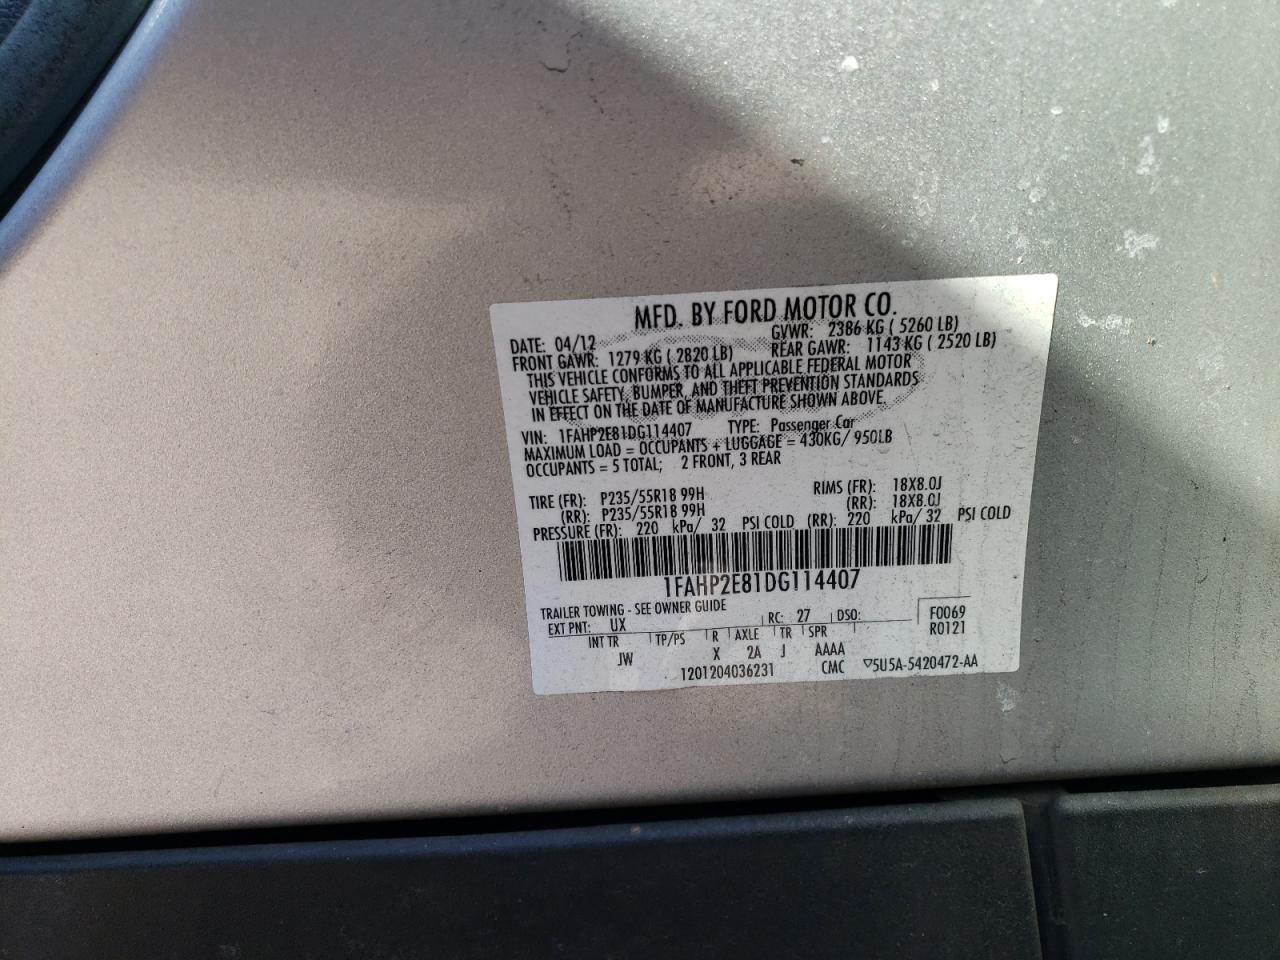 MFD. BY FORD MOTOR CO.
DATE: 04/12 GVWR: 2386 KG ( 5260 LB)
FRONT GAWR: 1279 KG ( 2820 LB) REAR GAWR: 1143 KG ( 2520 LB)
THIS VEHICLE CONFORMS TO ALL APPLICABLE FEDERAL MOTOR
VEHICLE SAFETY, BUMPER, AND THEFT PREVENTION STANDARDS
IN EFFECT ON THE DATE OF MANUFACTURE SHOWN ABOVE.
VIN: 1FAHP2E81DG114407 TYPE: Passenger Car
MAXIMUM LOAD = OCCUPANTS + LUGGAGE = 430KG/ 950LB
OCCUPANTS = 5 TOTAL; 2 FRONT, 3 REAR
TIRE (FR): P235/55R18 99H RIMS (FR): 18X8.0J
(RR): P235/55R18 99H (RR): 18X8.0J
PRESSURE (FR): 220 kPa/ 32 PSI COLD (RR): 220 kPa/ 32 PSI COLD
1FAHP2E81DG114407
TRAILER TOWING - SEE OWNER GUIDE
EXT PNT: UX RC: 27 DSO: F0069
R0121
INT TR TP/PS R AXLE TR SPR
JW X 2A J AAAA
1201204036231 CMC ▽5U5A-5420472-AA